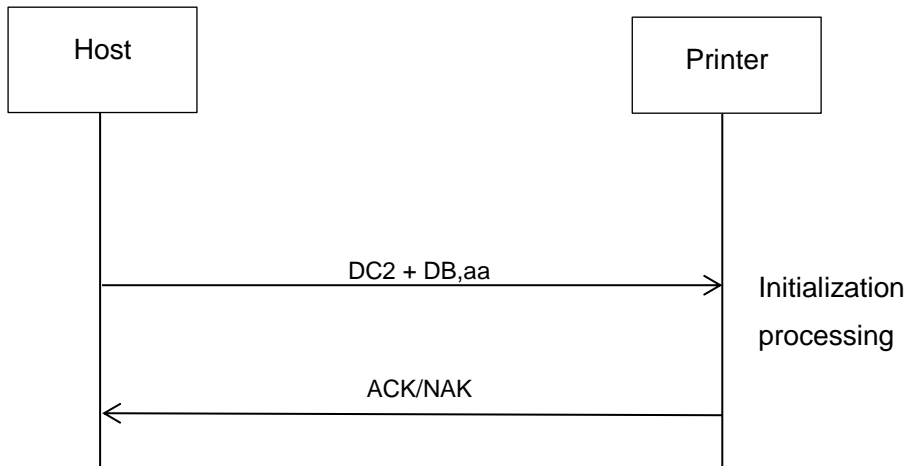 Host
Printer
DC2 + DB,aa
Initialization
processing
ACK/NAK